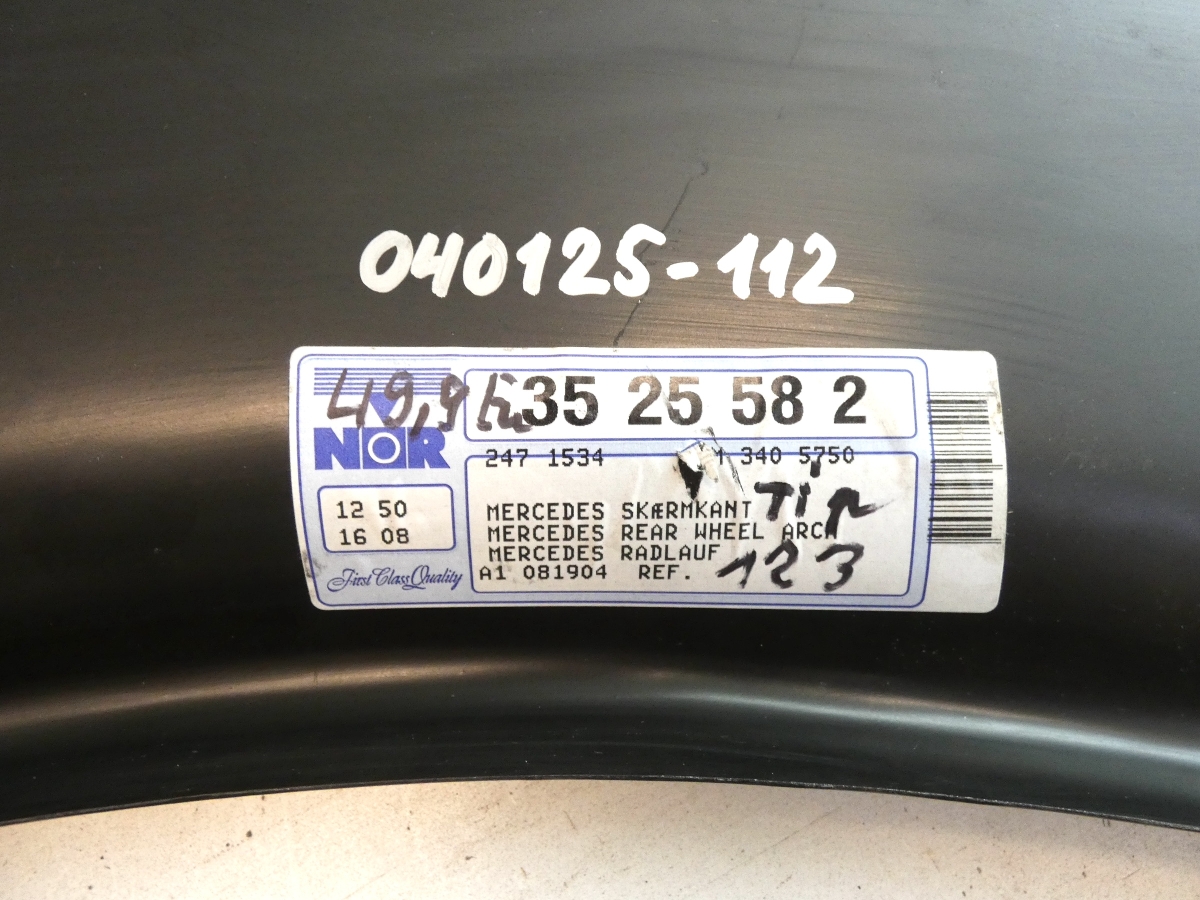 040125-112
49,9
35 25 58 2
NOR
247 1534 340 5750
12 50
16 08
MERCEDES SKÆRMKANT
MERCEDES REAR WHEEL ARCH
MERCEDES RADLAUF
A1 081904 REF.
123
First Class Quality